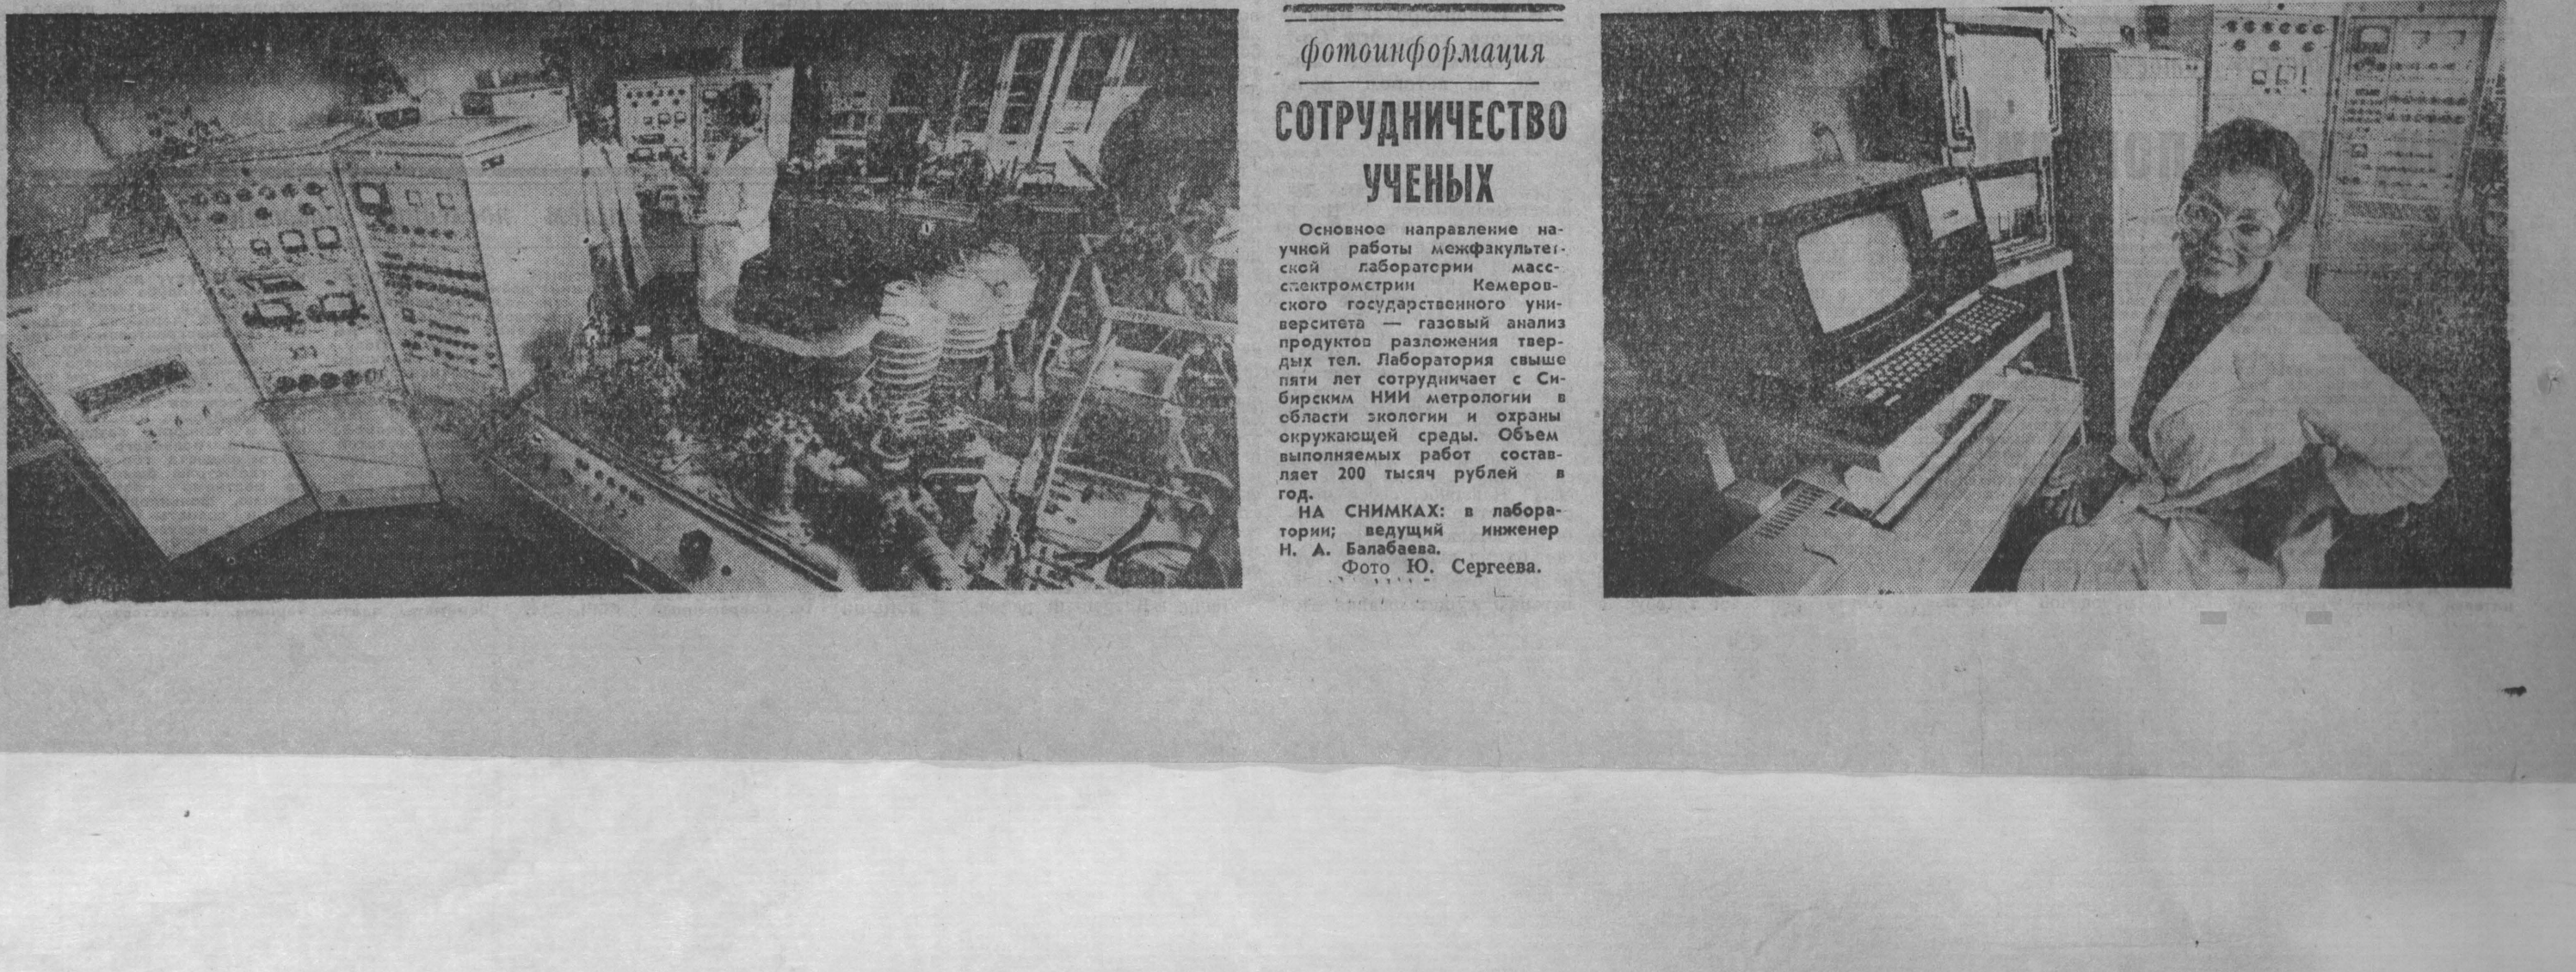 фотоинформация
СОТРУДНИЧЕСТВО
УЧЕНЫХ
Основное направление на-
учной работы межфакультет-
ской лаборатории масс-
спектрометрии Кемеров-
ского государственного уни-
верситета — газовый анализ
продуктов разложения твер-
дых тел. Лаборатория свыше
пяти лет сотрудничает с Си-
бирским НИИ метрологии в
области экологии и охраны
окружающей среды. Объем
выполняемых работ состав-
ляет 200 тысяч рублей в
год.
НА СНИМКАХ: в лабора-
тории; ведущий инженер
Н. А. Балабаева.
Фото Ю. Сергеева.